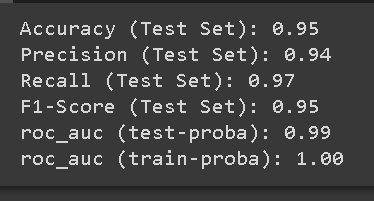 Accuracy (Test Set): 0.95
Precision (Test Set): 0.94
Recall (Test Set): 0.97
F1-Score (Test Set): 0.95
roc_auc (test-proba): 0.99
roc_auc (train-proba): 1.00